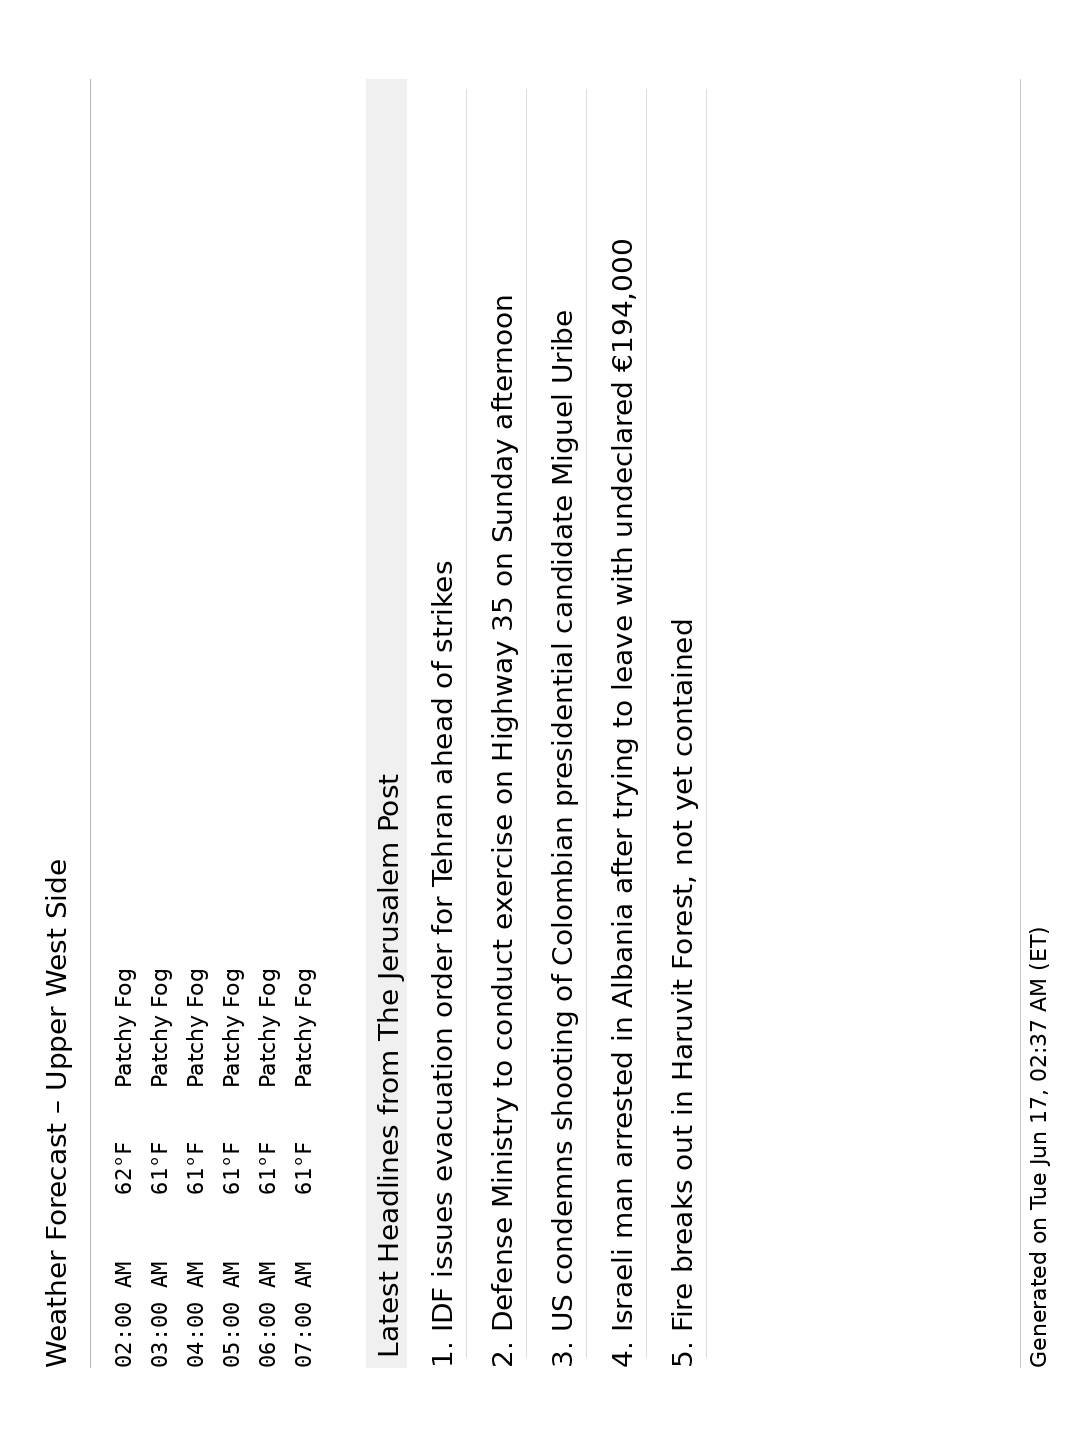 Weather Forecast – Upper West Side
02:00 AM 62°F Patchy Fog
03:00 AM 61°F Patchy Fog
04:00 AM 61°F Patchy Fog
05:00 AM 61°F Patchy Fog
06:00 AM 61°F Patchy Fog
07:00 AM 61°F Patchy Fog
Latest Headlines from The Jerusalem Post
1. IDF issues evacuation order for Tehran ahead of strikes
2. Defense Ministry to conduct exercise on Highway 35 on Sunday afternoon
3. US condemns shooting of Colombian presidential candidate Miguel Uribe
4. Israeli man arrested in Albania after trying to leave with undeclared €194,000
5. Fire breaks out in Haruvit Forest, not yet contained
Generated on Tue Jun 17, 02:37 AM (ET)